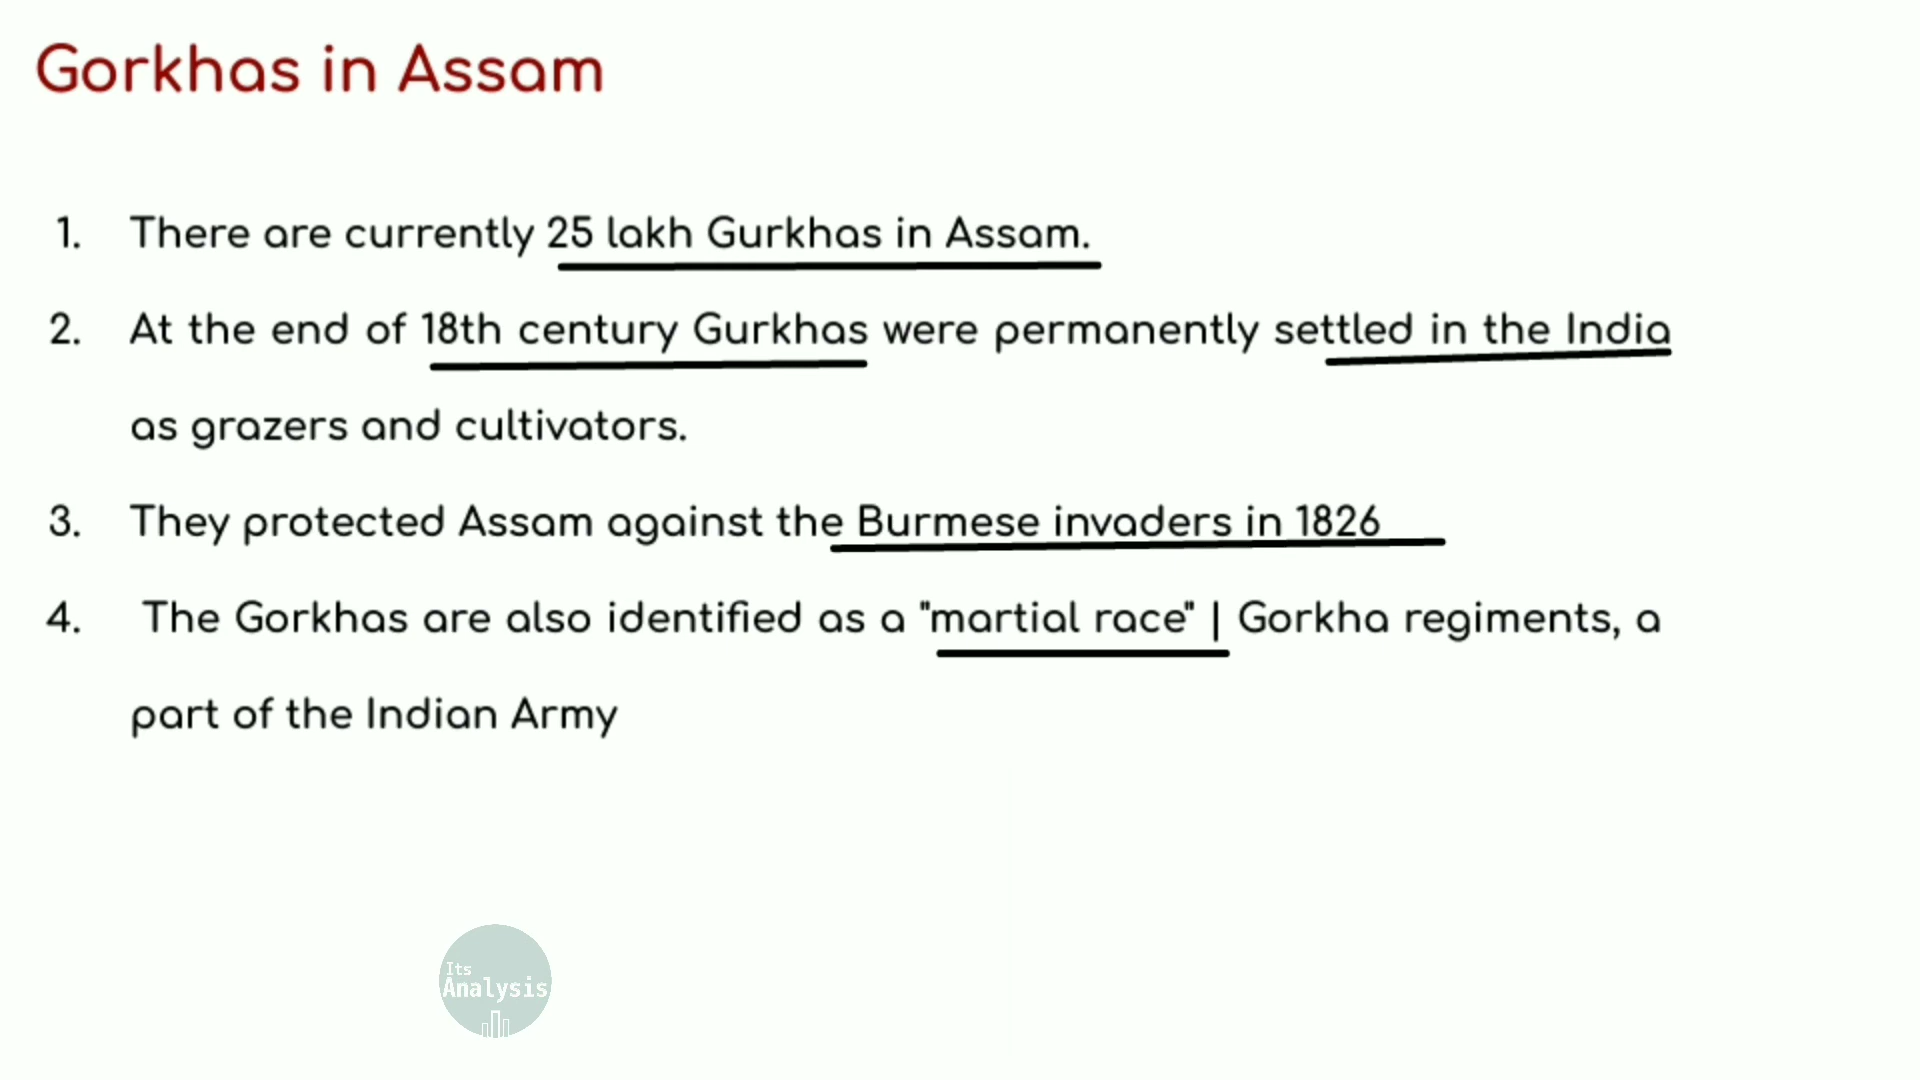 Gorkhas in Assam
1. There are currently 25 lakh Gurkhas in Assam.
2. At the end of 18th century Gurkhas were permanently settled in the India
as grazers and cultivators.
3. They protected Assam against the Burmese invaders in 1826
4. The Gorkhas are also identified as a "martial race" | Gorkha regiments, a
part of the Indian Army
Its
Analysis